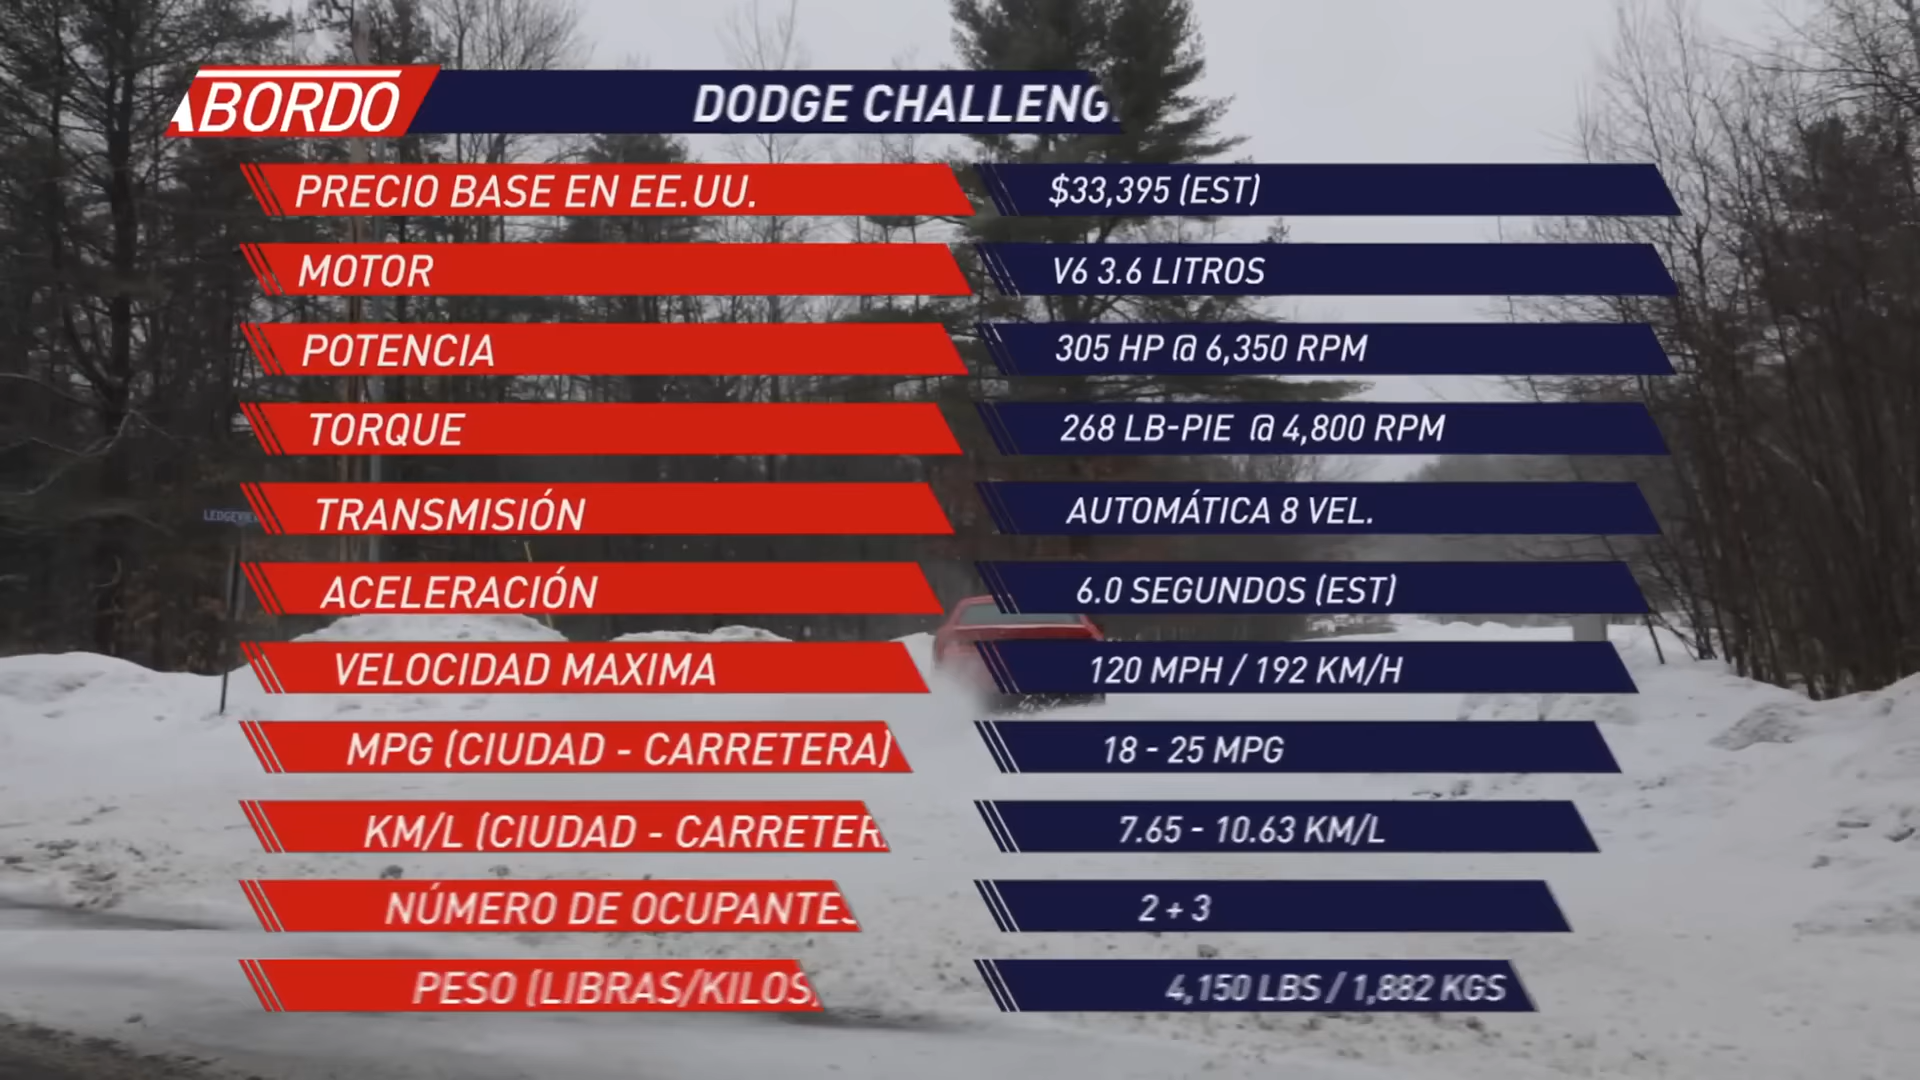 ABORDO DODGE CHALLENG
PRECIO BASE EN EE.UU. $33,395 (EST)
MOTOR V6 3.6 LITROS
POTENCIA 305 HP @ 6,350 RPM
TORQUE 268 LB-PIE @ 4,800 RPM
TRANSMISIÓN AUTOMÁTICA 8 VEL.
ACELERACIÓN 6.0 SEGUNDOS (EST)
VELOCIDAD MAXIMA 120 MPH / 192 KM/H
MPG (CIUDAD - CARRETERA) 18 - 25 MPG
KM/L (CIUDAD - CARRETER 7.65 - 10.63 KM/L
NÚMERO DE OCUPANTES 2 + 3
PESO (LIBRAS/KILOS) 4,150 LBS / 1,882 KGS